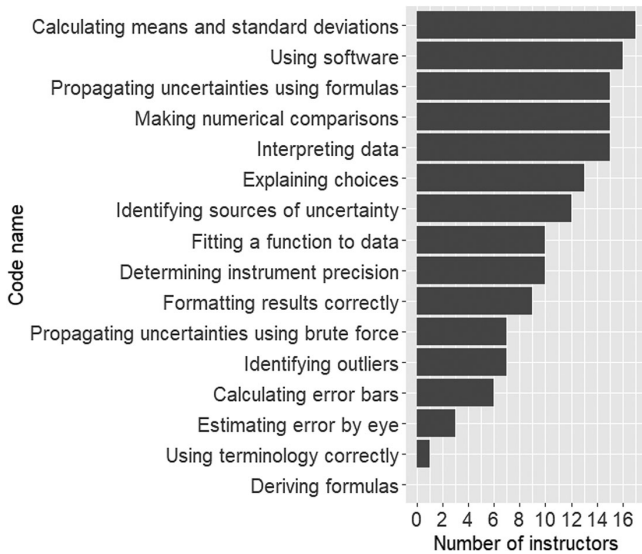 Calculating means and standard deviations
Using software
Propagating uncertainties using formulas
Making numerical comparisons
Interpreting data
Explaining choices
Identifying sources of uncertainty
Fitting a function to data
Determining instrument precision
Formatting results correctly
Propagating uncertainties using brute force
Identifying outliers
Calculating error bars
Estimating error by eye
Using terminology correctly
Deriving formulas
Code name
0 2 4 6 8 10 12 14 16
Number of instructors